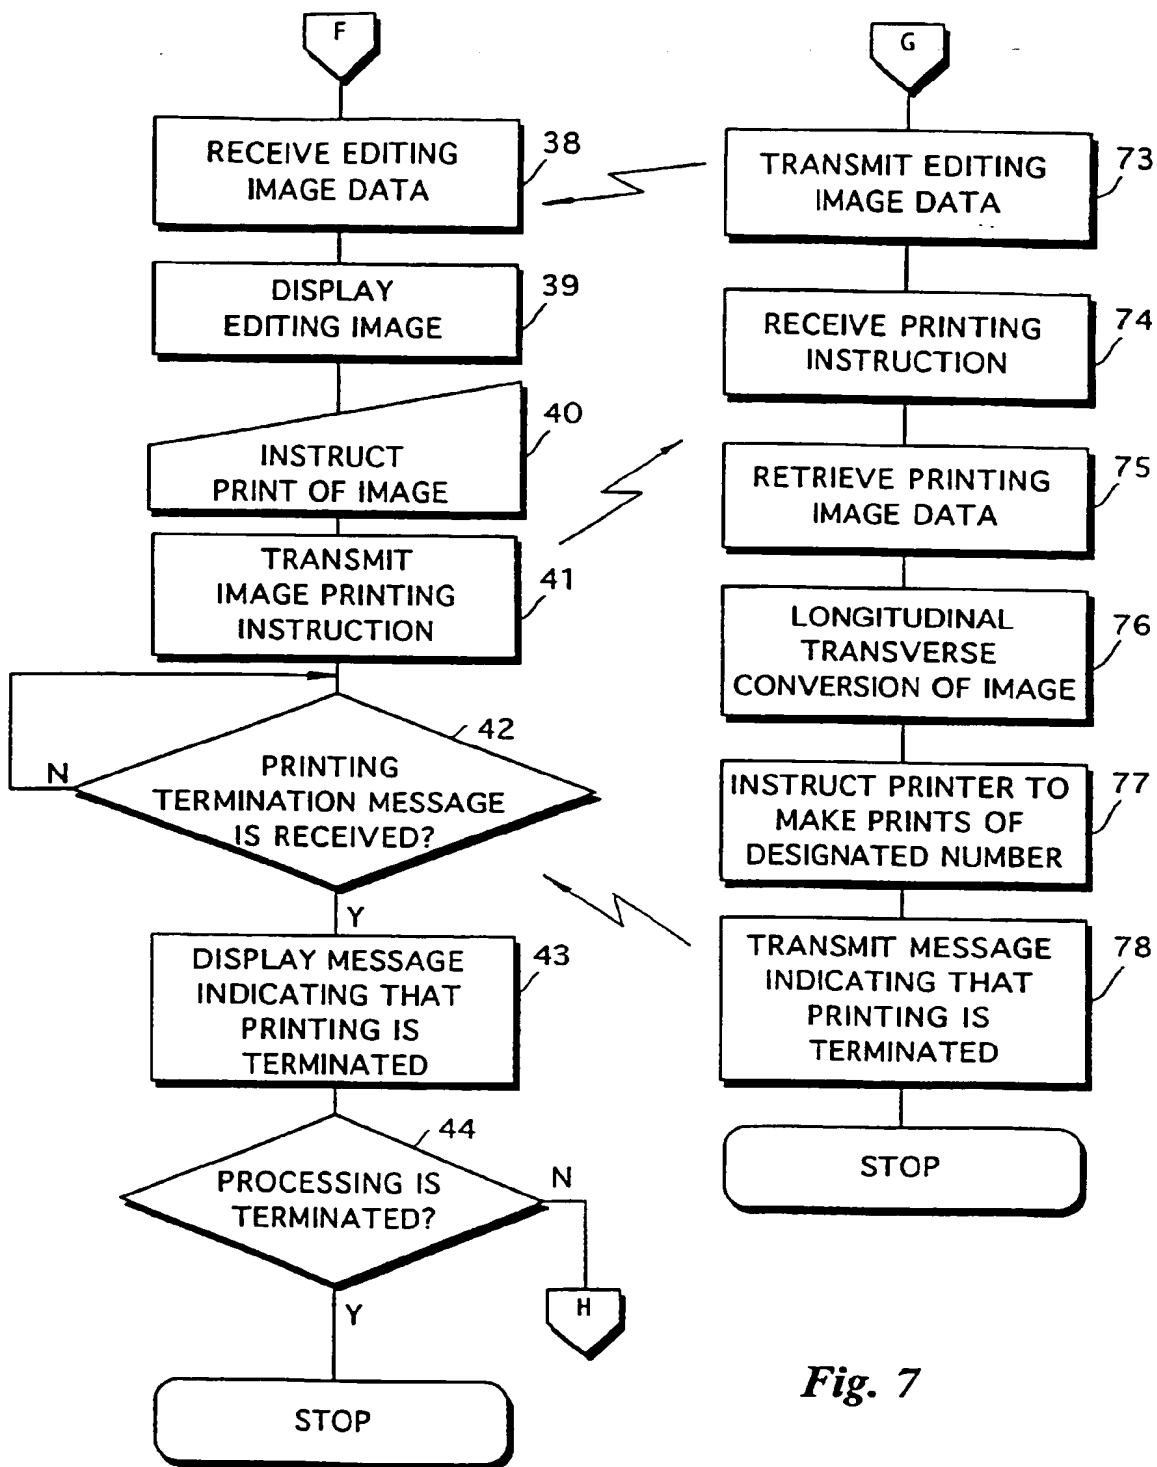 F
RECEIVE EDITING
IMAGE DATA
38
DISPLAY
EDITING IMAGE
39
INSTRUCT
PRINT OF IMAGE
40
TRANSMIT
IMAGE PRINTING
INSTRUCTION
41
PRINTING
TERMINATION MESSAGE
IS RECEIVED?
42
N
Y
DISPLAY MESSAGE
INDICATING THAT
PRINTING IS
TERMINATED
43
PROCESSING IS
TERMINATED?
44
N
H
Y
STOP
G
TRANSMIT EDITING
IMAGE DATA
73
RECEIVE PRINTING
INSTRUCTION
74
RETRIEVE PRINTING
IMAGE DATA
75
LONGITUDINAL
TRANSVERSE
CONVERSION OF IMAGE
76
INSTRUCT PRINTER TO
MAKE PRINTS OF
DESIGNATED NUMBER
77
TRANSMIT MESSAGE
INDICATING THAT
PRINTING IS
TERMINATED
78
STOP
Fig. 7